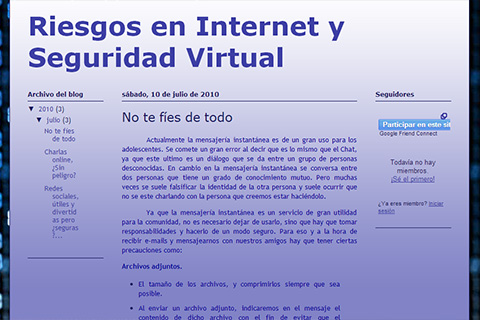 Riesgos en Internet y
Seguridad Virtual
Archivo del blog
▼ 2010 (3)
▼ julio (3)
No te fíes
de todo
Charlas
online,
¿Sin
peligro?
Redes
sociales,
útiles y
divertid
as pero
¿seguras
?...
sábado, 10 de julio de 2010
No te fíes de todo
Actualmente la mensajería instantánea es de un gran uso para los
adolescentes. Se comete un gran error al decir que es lo mismo que el Chat,
ya que este ultimo es un diálogo que se da entre un grupo de personas
desconocidas. En cambio en la mensajería instantánea se conversa entre
dos personas que tiene un grado de conocimiento mutuo. Pero muchas
veces se suele falsificar la identidad de la otra persona y suele ocurrir que
no se este charlando con la persona que creemos estar haciéndolo.
Ya que la mensajería instantánea es un servicio de gran utilidad
para la comunidad, no es necesario dejar de usarlo, sino que hay que tomar
responsabilidades y hacerlo de un modo seguro. Para eso y a la hora de
recibir e-mails y mensajearnos con nuestros amigos hay que tener ciertas
precauciones como:
Archivos adjuntos.
• El tamaño de los archivos, y comprimirlos siempre que sea
posible.
• Al enviar un archivo adjunto, indicaremos en el mensaje el
contenido de dicho archivo con el fin de evitar que el
Seguidores
Participar en este sit
Google Friend Connect
Todavía no hay
miembros.
¡Sé el primero!
¿Ya eres miembro? Iniciar
sesión